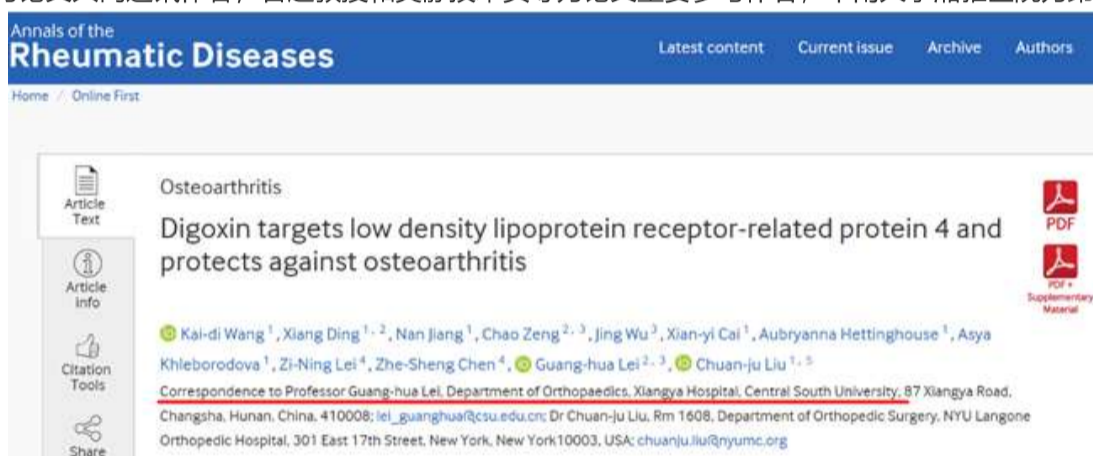 Annals of the
Rheumatic Diseases
Latest content Current issue Archive Authors
Home / Online First
Article
Text
Osteoarthritis
Digoxin targets low density lipoprotein receptor-related protein 4 and
protects against osteoarthritis
PDF
Article
info
PDF +
Supplementary
Material
Kai-di Wang 1, Xiang Ding 1, 2, Nan Jiang 1, Chao Zeng 2, 3, Jing Wu 3, Xian-yi Cai 1, Aubryanna Hettinghouse 1, Asya
Khleborodova 1, Zi-Ning Lei 4, Zhe-Sheng Chen 4, Guang-hua Lei 2, 3, Chuan-ju Liu 1, 5
Citation
Tools
Correspondence to Professor Guang-hua Lei, Department of Orthopaedics, Xiangya Hospital, Central South University, 87 Xiangya Road,
Changsha, Hunan, China, 410008; lei_guanghua@csu.edu.cn; Dr Chuan-ju Liu, Rm 1608, Department of Orthopedic Surgery, NYU Langone
Orthopedic Hospital, 301 East 17th Street, New York, New York10003, USA; chuanju.liu@nyumc.org
Share